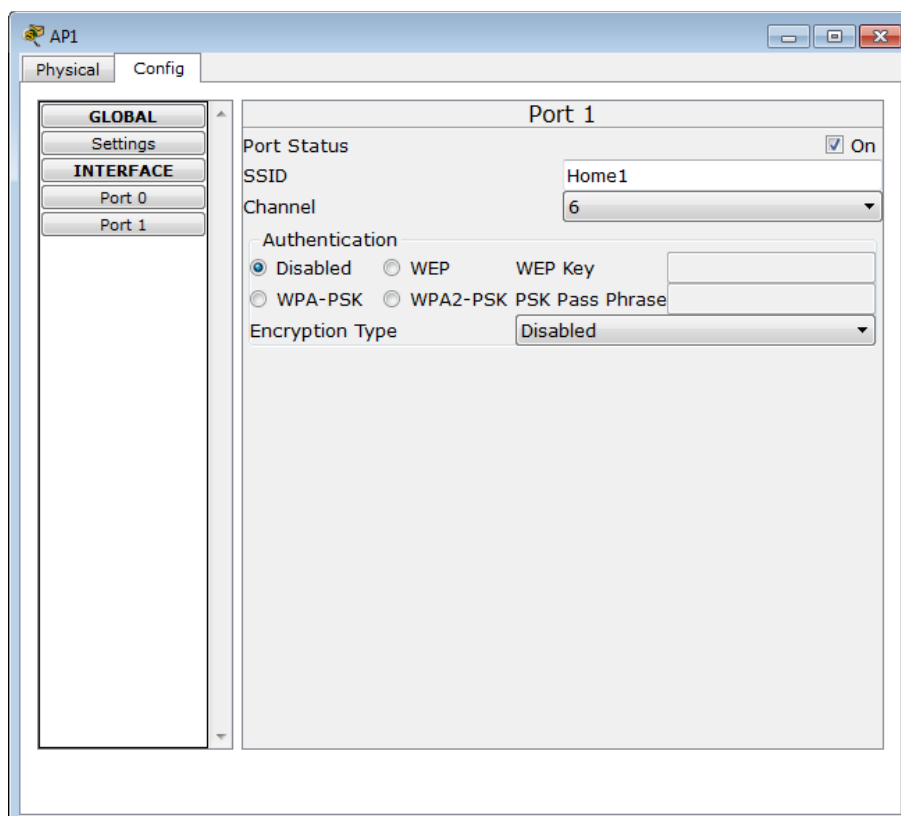 AP1
Physical Config
GLOBAL
Settings
INTERFACE
Port 0
Port 1
Port 1
Port Status On
SSID Home1
Channel 6
Authentication
Disabled WEP WEP Key
WPA-PSK WPA2-PSK PSK Pass Phrase
Encryption Type Disabled